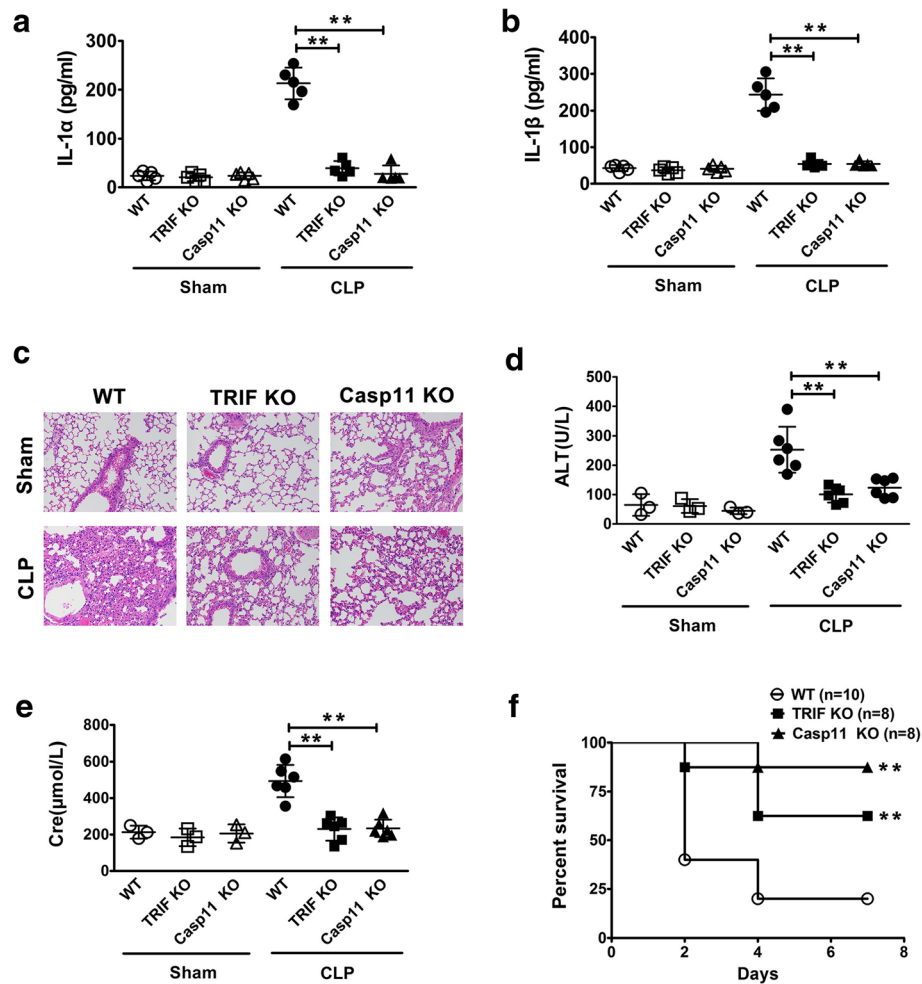 a
300
200
100
0
IL-1α (pg/ml)
**
**
WT
TRIF KO
Casp11 KO
WT
TRIF KO
Casp11 KO
Sham
CLP
b
400
300
200
100
0
IL-1β (pg/ml)
**
**
WT
TRIF KO
Casp11 KO
WT
TRIF KO
Casp11 KO
Sham
CLP
c
WT
TRIF KO
Casp11 KO
Sham
CLP
d
500
400
300
200
100
0
ALT(U/L)
**
**
WT
TRIF KO
Casp11 KO
WT
TRIF KO
Casp11 KO
Sham
CLP
e
800
600
400
200
0
Cre(μmol/L)
**
**
WT
TRIF KO
Casp11 KO
WT
TRIF KO
Casp11 KO
Sham
CLP
f
WT (n=10)
TRIF KO (n=8)
Casp11 KO (n=8)
100
75
50
25
0
Percent survival
**
**
0
2
4
6
8
Days